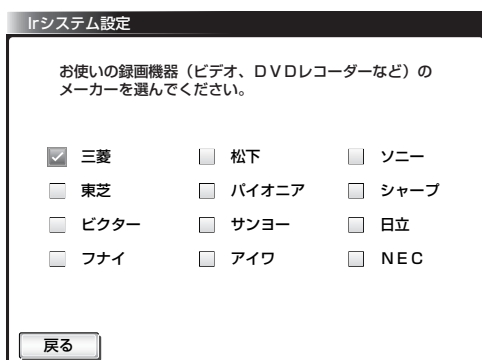 Irシステム設定
お使いの録画機器（ビデオ、ＤＶＤレコーダーなど）の
メーカーを選んでください。
三菱 松下 ソニー
東芝 パイオニア シャープ
ビクター サンヨー 日立
フナイ アイワ ＮＥＣ
戻る